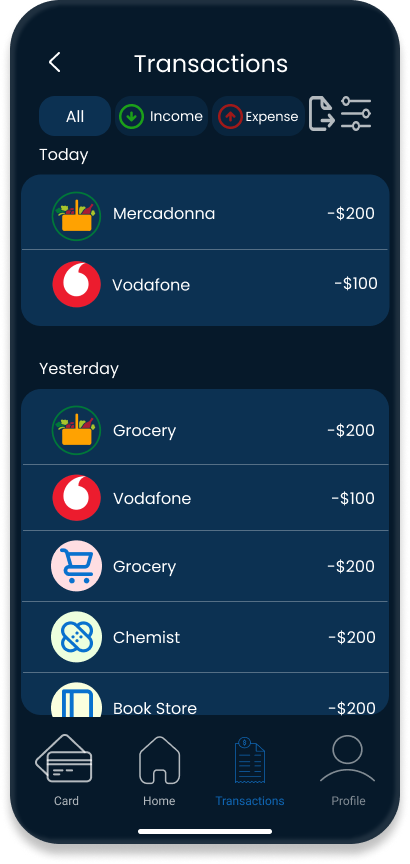 Transactions
All
Income
Expense
Today
Mercadonna
-$200
Vodafone
-$100
Yesterday
Grocery
-$200
Vodafone
-$100
Grocery
-$200
Chemist
-$200
Book Store
-$200
$
Card
Home
Transactions
Profile